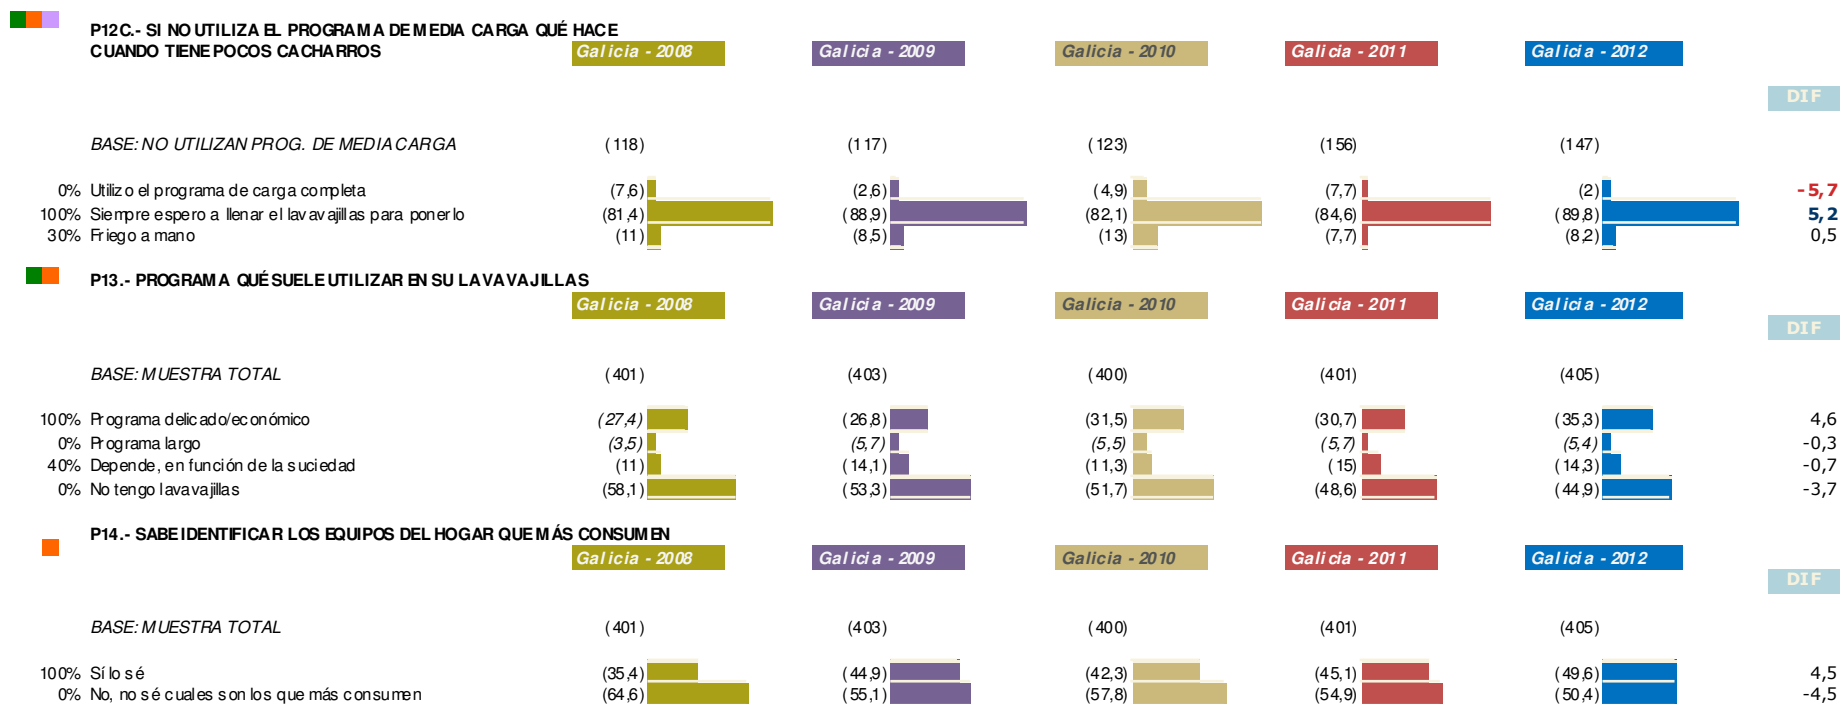 P12C.- SI NO UTILIZA EL PROGRAMA DE MEDIA CARGA QUÉ HACE
CUANDO TIENE POCOS CACHARROS
Galicia - 2008 Galicia - 2009 Galicia - 2010 Galicia - 2011 Galicia - 2012
DIF
BASE: NO UTILIZAN PROG. DE MEDIA CARGA (118) (117) (123) (156) (147)
0% Utilizo el programa de carga completa (7,6) (2,6) (4,9) (7,7) (2) -5,7
100% Siempre espero a llenar el lavavajillas para ponerlo (81,4) (88,9) (82,1) (84,6) (89,8) 5,2
30% Friego a mano (11) (8,5) (13) (7,7) (8,2) 0,5
P13.- PROGRAMA QUÉ SUELE UTILIZAR EN SU LAVAVAJILLAS
Galicia - 2008 Galicia - 2009 Galicia - 2010 Galicia - 2011 Galicia - 2012
DIF
BASE: MUESTRA TOTAL (401) (403) (400) (401) (405)
100% Programa delicado/económico (27,4) (26,8) (31,5) (30,7) (35,3) 4,6
0% Programa largo (3,5) (5,7) (5,5) (5,7) (5,4) -0,3
40% Depende, en función de la suciedad (11) (14,1) (11,3) (15) (14,3) -0,7
0% No tengo lavavajillas (58,1) (53,3) (51,7) (48,6) (44,9) -3,7
P14.- SABE IDENTIFICAR LOS EQUIPOS DEL HOGAR QUE MÁS CONSUMEN
Galicia - 2008 Galicia - 2009 Galicia - 2010 Galicia - 2011 Galicia - 2012
DIF
BASE: MUESTRA TOTAL (401) (403) (400) (401) (405)
100% Sí lo sé (35,4) (44,9) (42,3) (45,1) (49,6) 4,5
0% No, no sé cuales son los que más consumen (64,6) (55,1) (57,8) (54,9) (50,4) -4,5